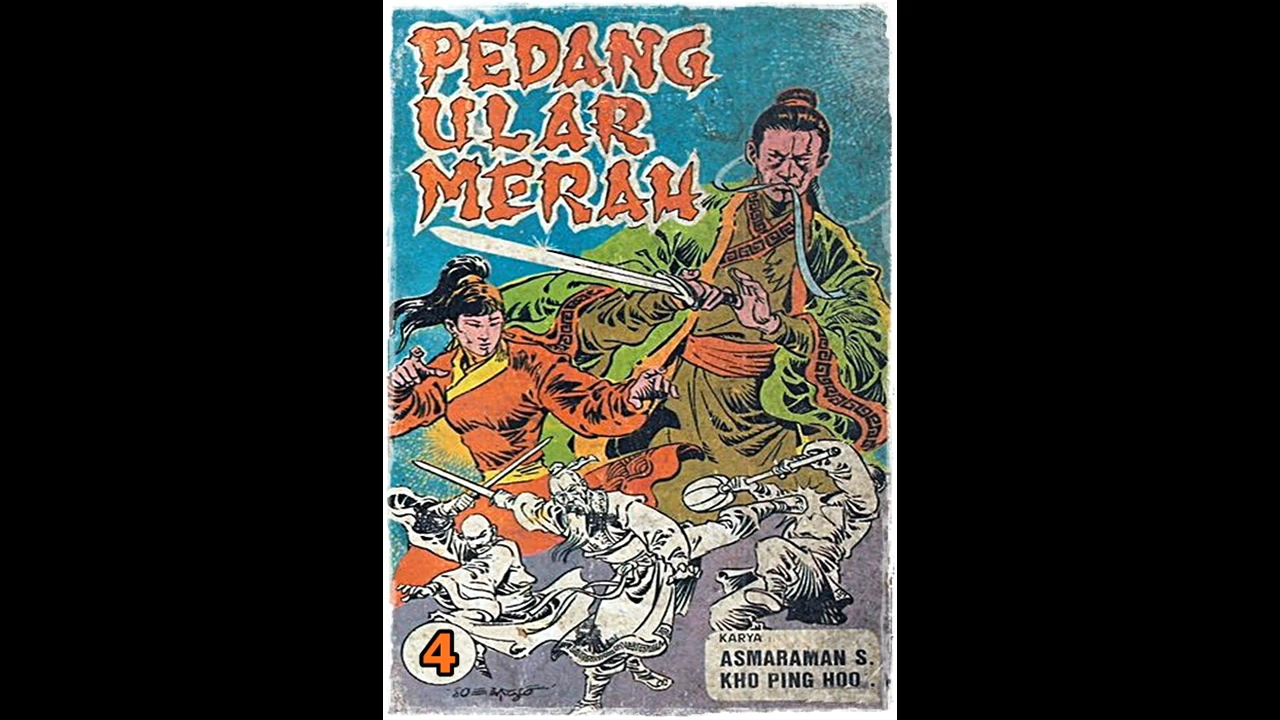 PEDANG
ULAR
MERAH
4
KARYA
ASMARAMAN S.
KHO PING HOO.